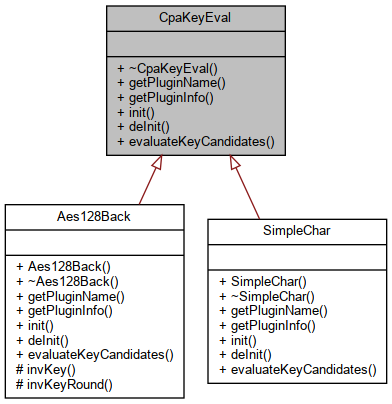 CpaKeyEval
+ ~CpaKeyEval()
+ getPluginName()
+ getPluginInfo()
+ init()
+ deInit()
+ evaluateKeyCandidates()
Aes128Back
+ Aes128Back()
+ ~Aes128Back()
+ getPluginName()
+ getPluginInfo()
+ init()
+ deInit()
+ evaluateKeyCandidates()
# invKey()
# invKeyRound()
SimpleChar
+ SimpleChar()
+ ~SimpleChar()
+ getPluginName()
+ getPluginInfo()
+ init()
+ deInit()
+ evaluateKeyCandidates()